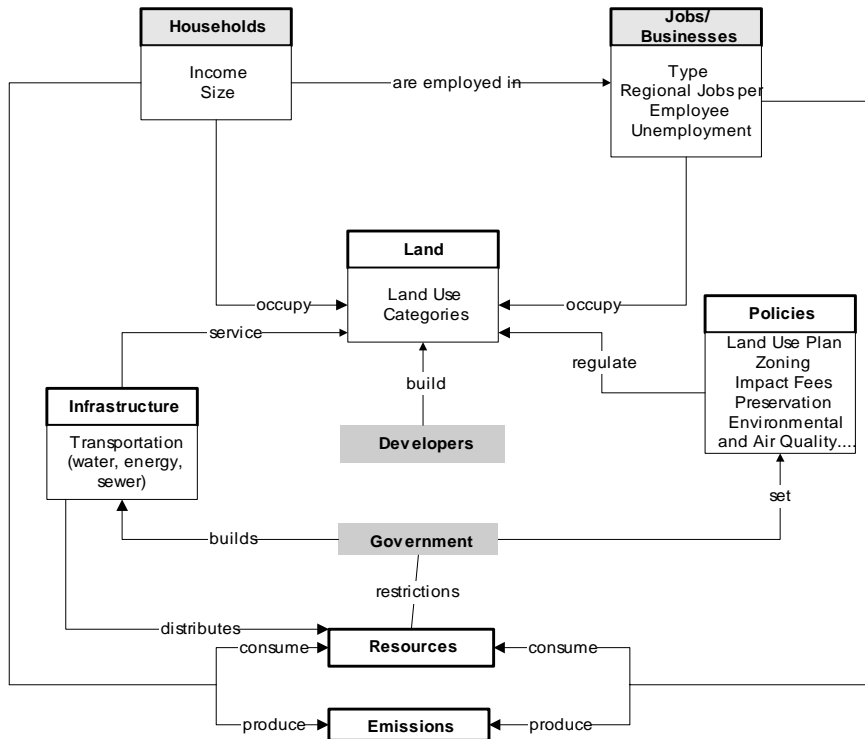 Households
Income
Size
are employed in
Jobs/
Businesses
Type
Regional Jobs per
Employee
Unemployment
Land
Land Use
Categories
occupy
occupy
service
regulate
build
Policies
Land Use Plan
Zoning
Impact Fees
Preservation
Environmental
and Air Quality....
Infrastructure
Transportation
(water, energy,
sewer)
Developers
set
builds
Government
restrictions
distributes
Resources
consume
consume
Emissions
produce
produce